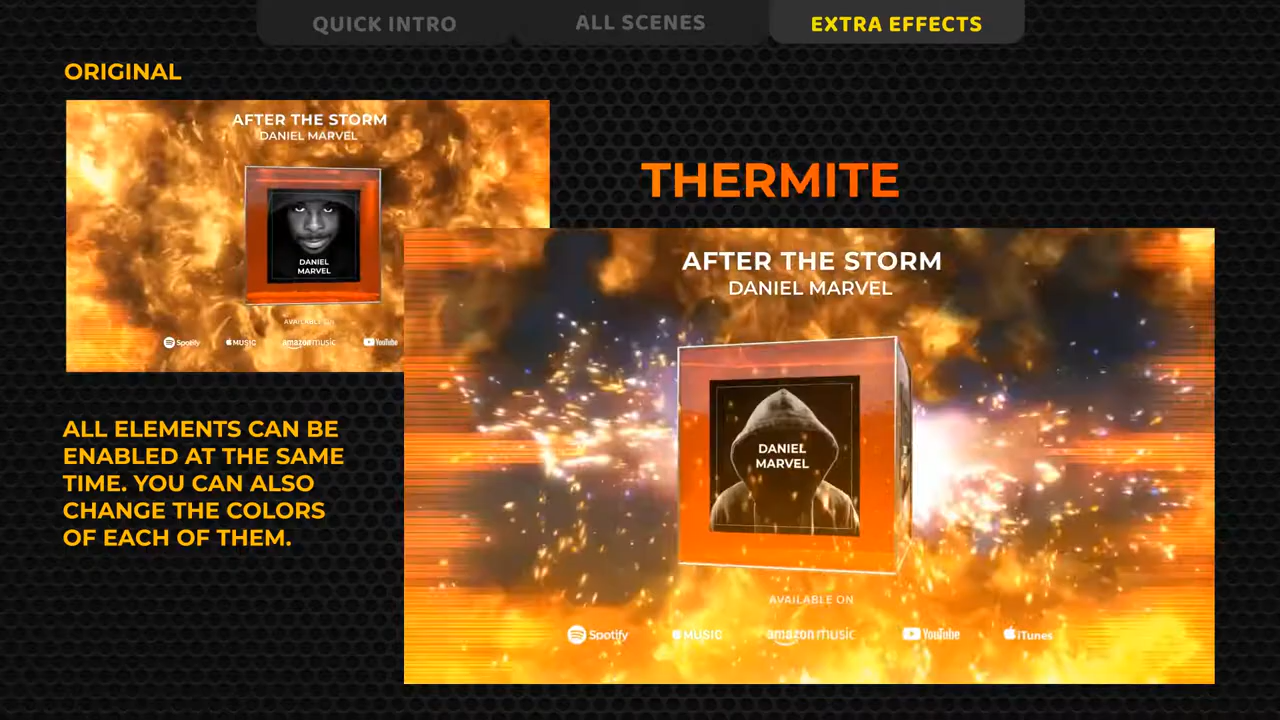 QUICK INTRO
ALL SCENES
EXTRA EFFECTS
ORIGINAL
AFTER THE STORM
DANIEL MARVEL
DANIEL
MARVEL
AVAILABLE ON
Spotify
MUSIC
amazon music
YouTube
ALL ELEMENTS CAN BE
ENABLED AT THE SAME
TIME. YOU CAN ALSO
CHANGE THE COLORS
OF EACH OF THEM.
THERMITE
AFTER THE STORM
DANIEL MARVEL
DANIEL
MARVEL
AVAILABLE ON
Spotify
MUSIC
amazon music
YouTube
iTunes